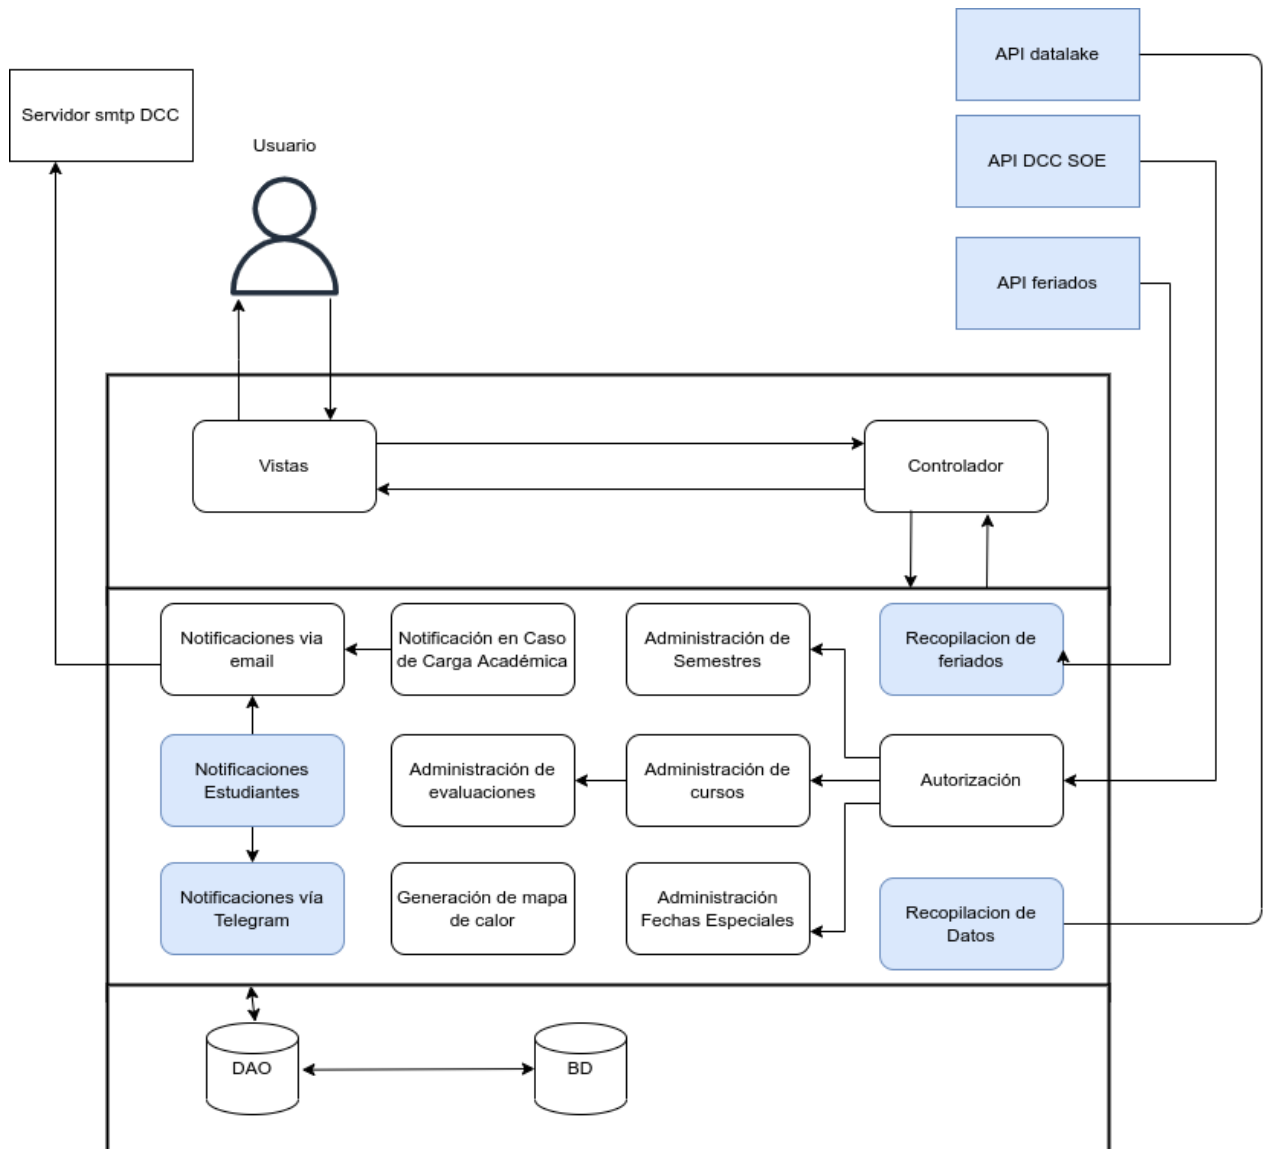 API datalake
Servidor smtp DCC
Usuario
API DCC SOE
API feriados
Vistas
Controlador
Notificaciones via
email
Notificación en Caso
de Carga Académica
Administración de
Semestres
Recopilacion de
feriados
Notificaciones
Estudiantes
Administración de
evaluaciones
Administración de
cursos
Autorización
Notificaciones vía
Telegram
Generación de mapa
de calor
Administración
Fechas Especiales
Recopilacion de
Datos
DAO
BD